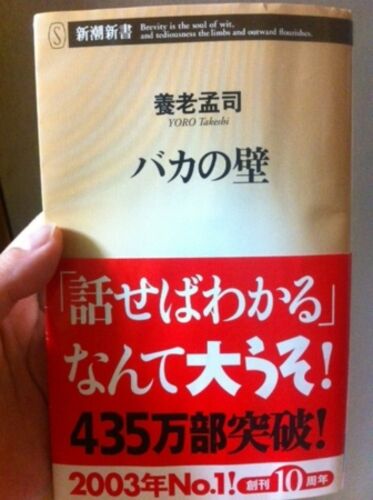 S 新潮新書
Brevity is the soul of wit,
and tediousness the limbs and outward flourishes.
養老孟司
YORO Takeshi
バカの壁
「話せばわかる」
なんて大うそ!
435万部突破!
2003年No.1! 創刊10周年